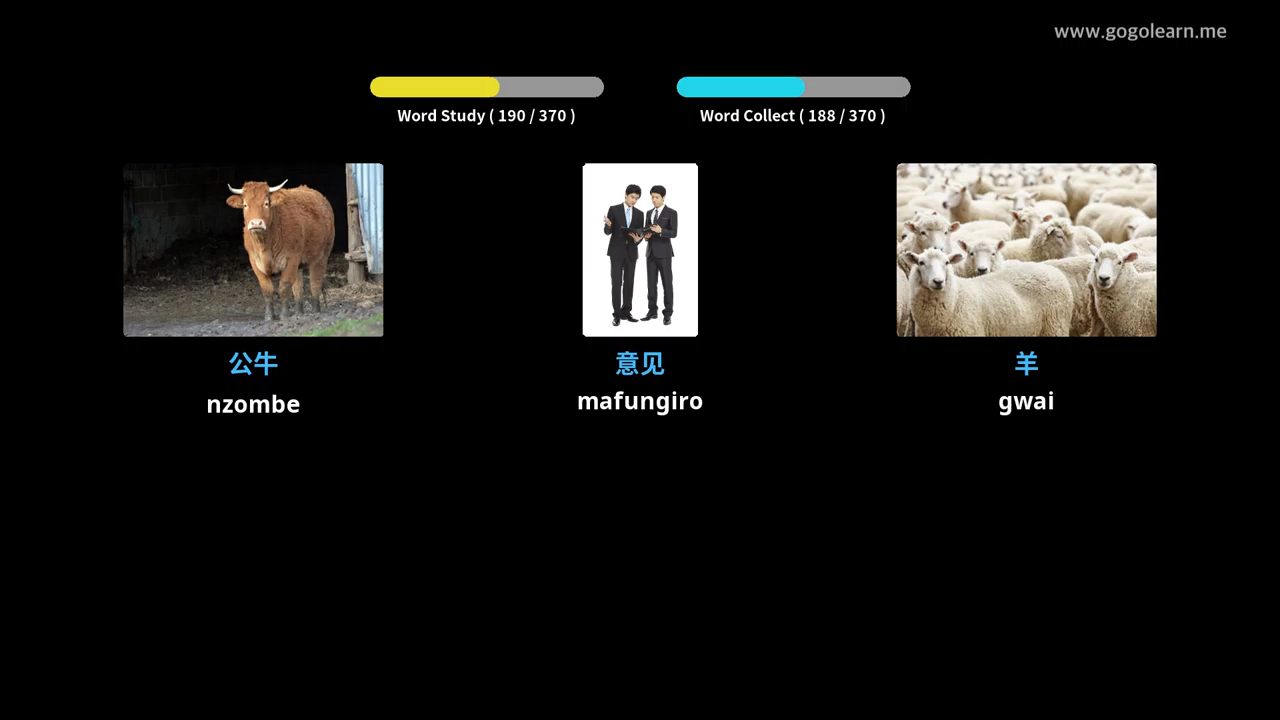 www.gogolearn.me
Word Study ( 190 / 370 )
Word Collect ( 188 / 370 )
公牛
意见
羊
nzombe
mafungiro
gwai